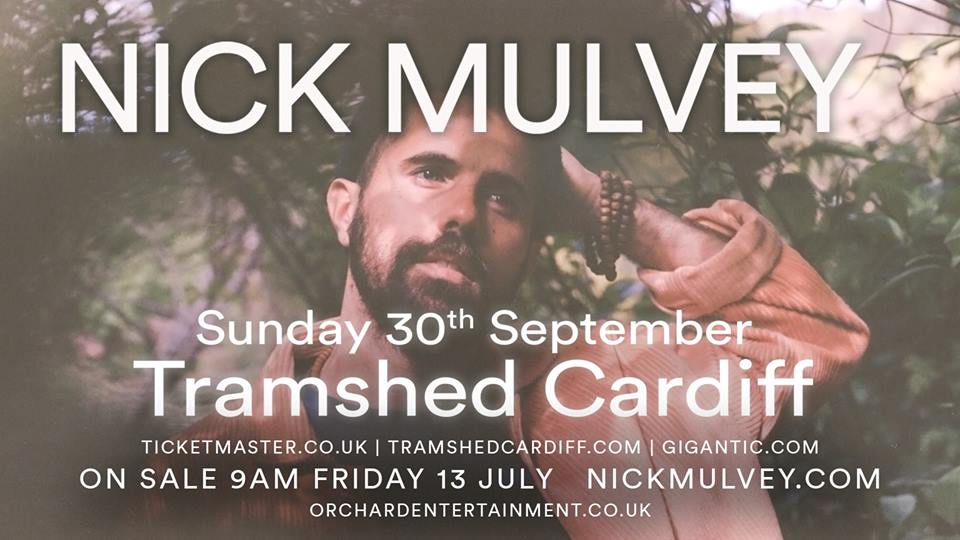 NICK MULVEY
Sunday 30th September
Tramshed Cardiff
TICKETMASTER.CO.UK | TRAMSHEDCARDIFF.COM | GIGANTIC.COM
ON SALE 9AM FRIDAY 13 JULY NICKMULVEY.COM
ORCHARDENTERTAINMENT.CO.UK